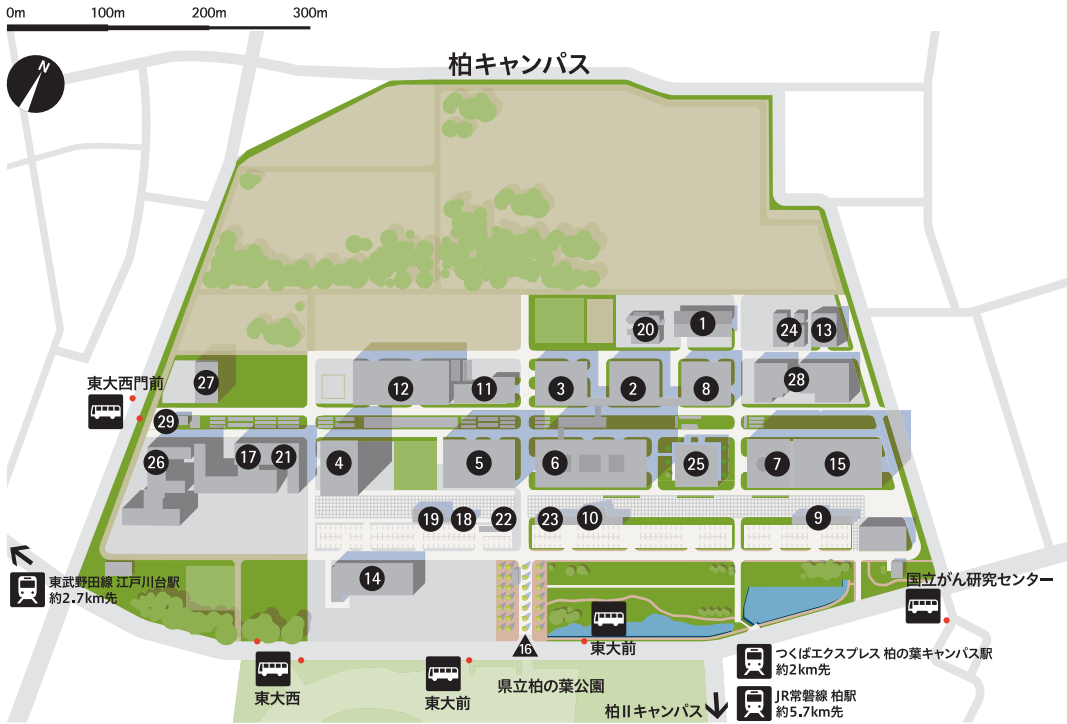 0m 100m 200m 300m
N
柏キャンパス
20 1 24 13
27 12 11 3 2 8 28
東大西門前
29
26 17 21 4 5 6 25 7 15
19 18 22 23 10 9
14
東武野田線 江戸川台駅
約2.7km先
国立がん研究センター
16
東大前
東大西
東大前
県立柏の葉公園
柏IIキャンパス
つくばエクスプレス 柏の葉キャンパス駅
約2km先
JR常磐線 柏駅
約5.7km先